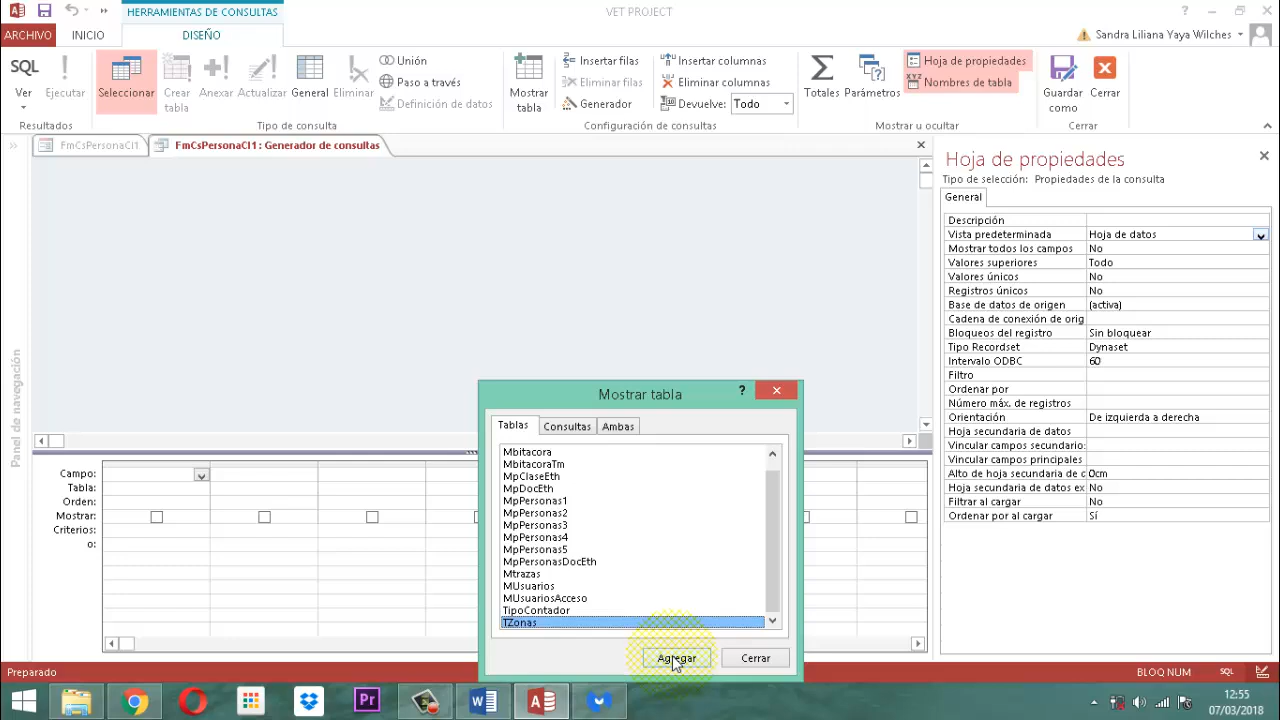 HERRAMIENTAS DE CONSULTAS
VET PROJECT
ARCHIVO
INICIO
DISEÑO
Sandra Liliana Yaya Wilches
SQL
Ver
Ejecutar
Resultados
Seleccionar
Crear tabla
Anexar
Actualizar
General
Eliminar
Unión
Paso a través
Definición de datos
Tipo de consulta
Mostrar tabla
Insertar filas
Eliminar filas
Generador
Insertar columnas
Eliminar columnas
Devuelve: Todo
Configuración de consultas
Totales
Parámetros
Hoja de propiedades
XYZ Nombres de tabla
Mostrar u ocultar
Guardar como
Cerrar
Cerrar
Panel de navegación
FmCsPersonaCl1
FmCsPersonaCl1 : Generador de consultas
Campo:
Tabla:
Orden:
Mostrar:
Criterios:
o:
Mostrar tabla
Tablas
Consultas
Ambas
Mbitacora
MbitacoraTm
MpClaseEth
MpDocEth
MpPersonas1
MpPersonas2
MpPersonas3
MpPersonas4
MpPersonas5
MpPersonasDocEth
Mtrazas
MUsuarios
MUsuariosAcceso
TipoContador
TZonas
Agregar
Cerrar
Hoja de propiedades
Tipo de selección: Propiedades de la consulta
General
Descripción
Vista predeterminada Hoja de datos
Mostrar todos los campos No
Valores superiores Todo
Valores únicos No
Registros únicos No
Base de datos de origen (activa)
Cadena de conexión de orig
Bloqueos del registro Sin bloquear
Tipo Recordset Dynaset
Intervalo ODBC 60
Filtro
Ordenar por
Número máx. de registros
Orientación De izquierda a derecha
Hoja secundaria de datos
Vincular campos secundario:
Vincular campos principales
Alto de hoja secundaria de c 0cm
Hoja secundaria de datos ex No
Filtrar al cargar No
Ordenar por al cargar Sí
Preparado
BLOQ NUM
SQL
Pr
12:55
07/03/2018